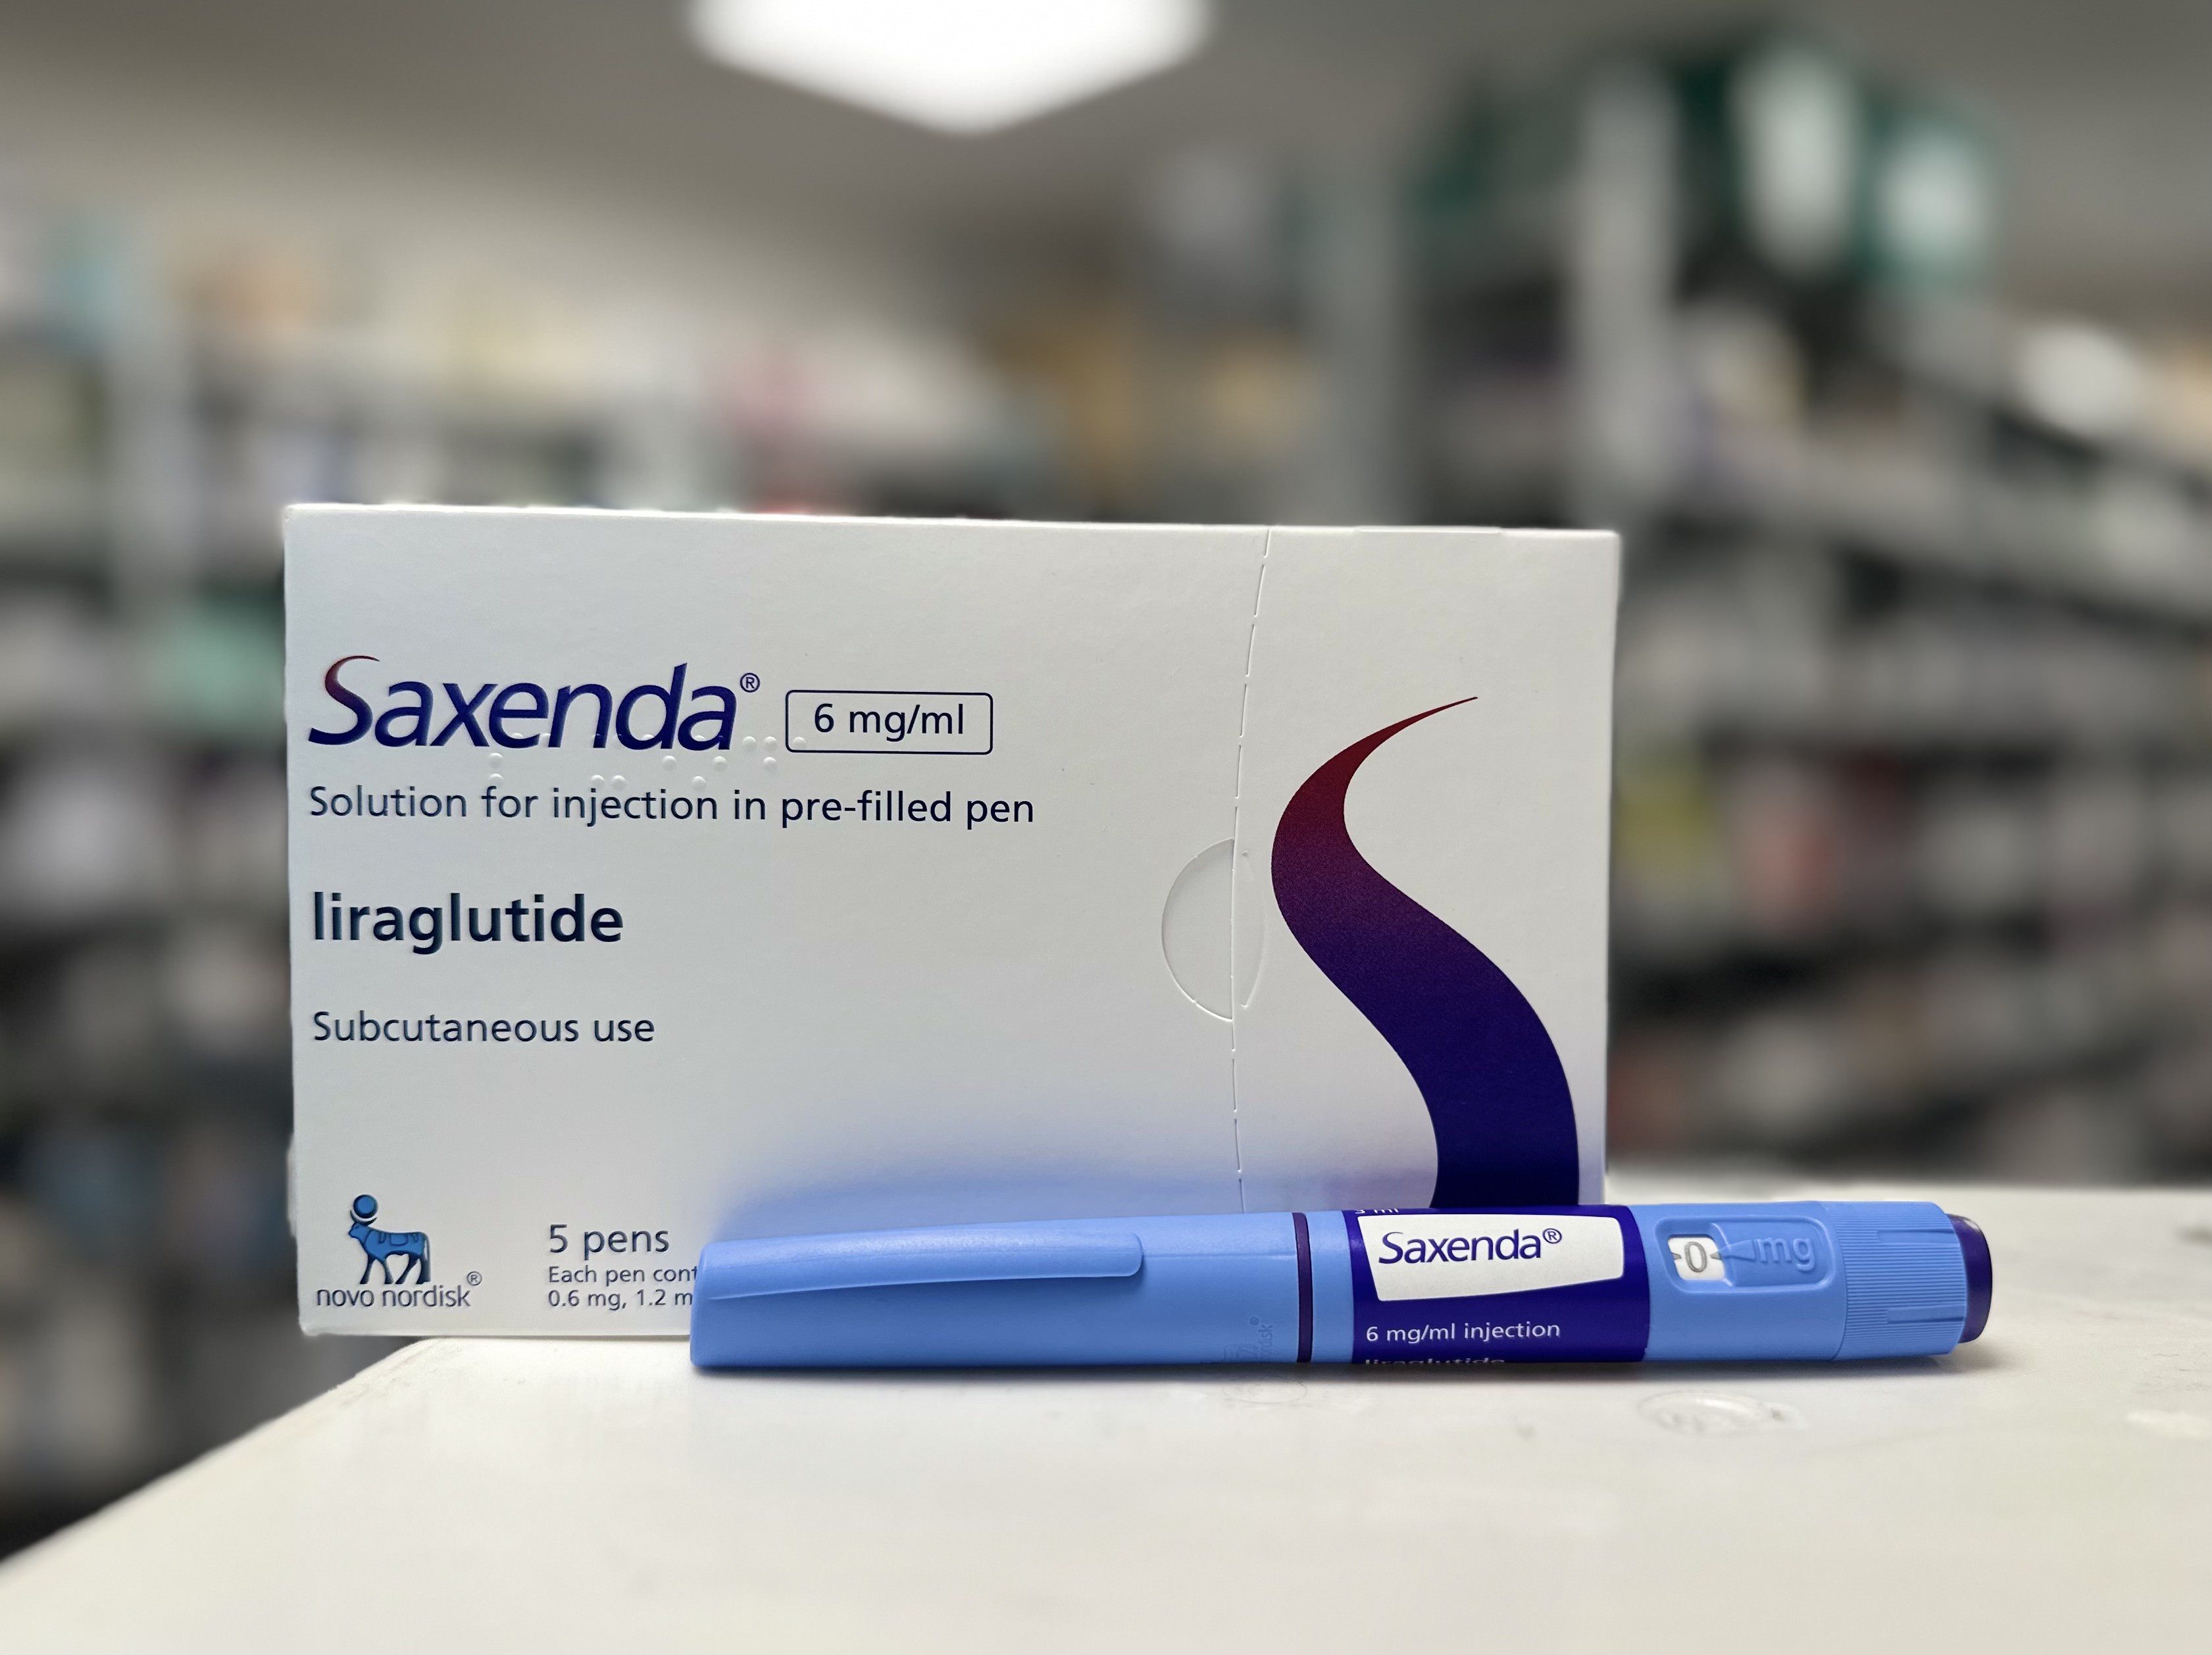 Saxenda® 6 mg/ml
Solution for injection in pre-filled pen
liraglutide
Subcutaneous use
novo nordisk®
5 pens
Each pen
0.6 mg, 1.2
Saxenda®
6 mg/ml injection
liraglutide
0 mg